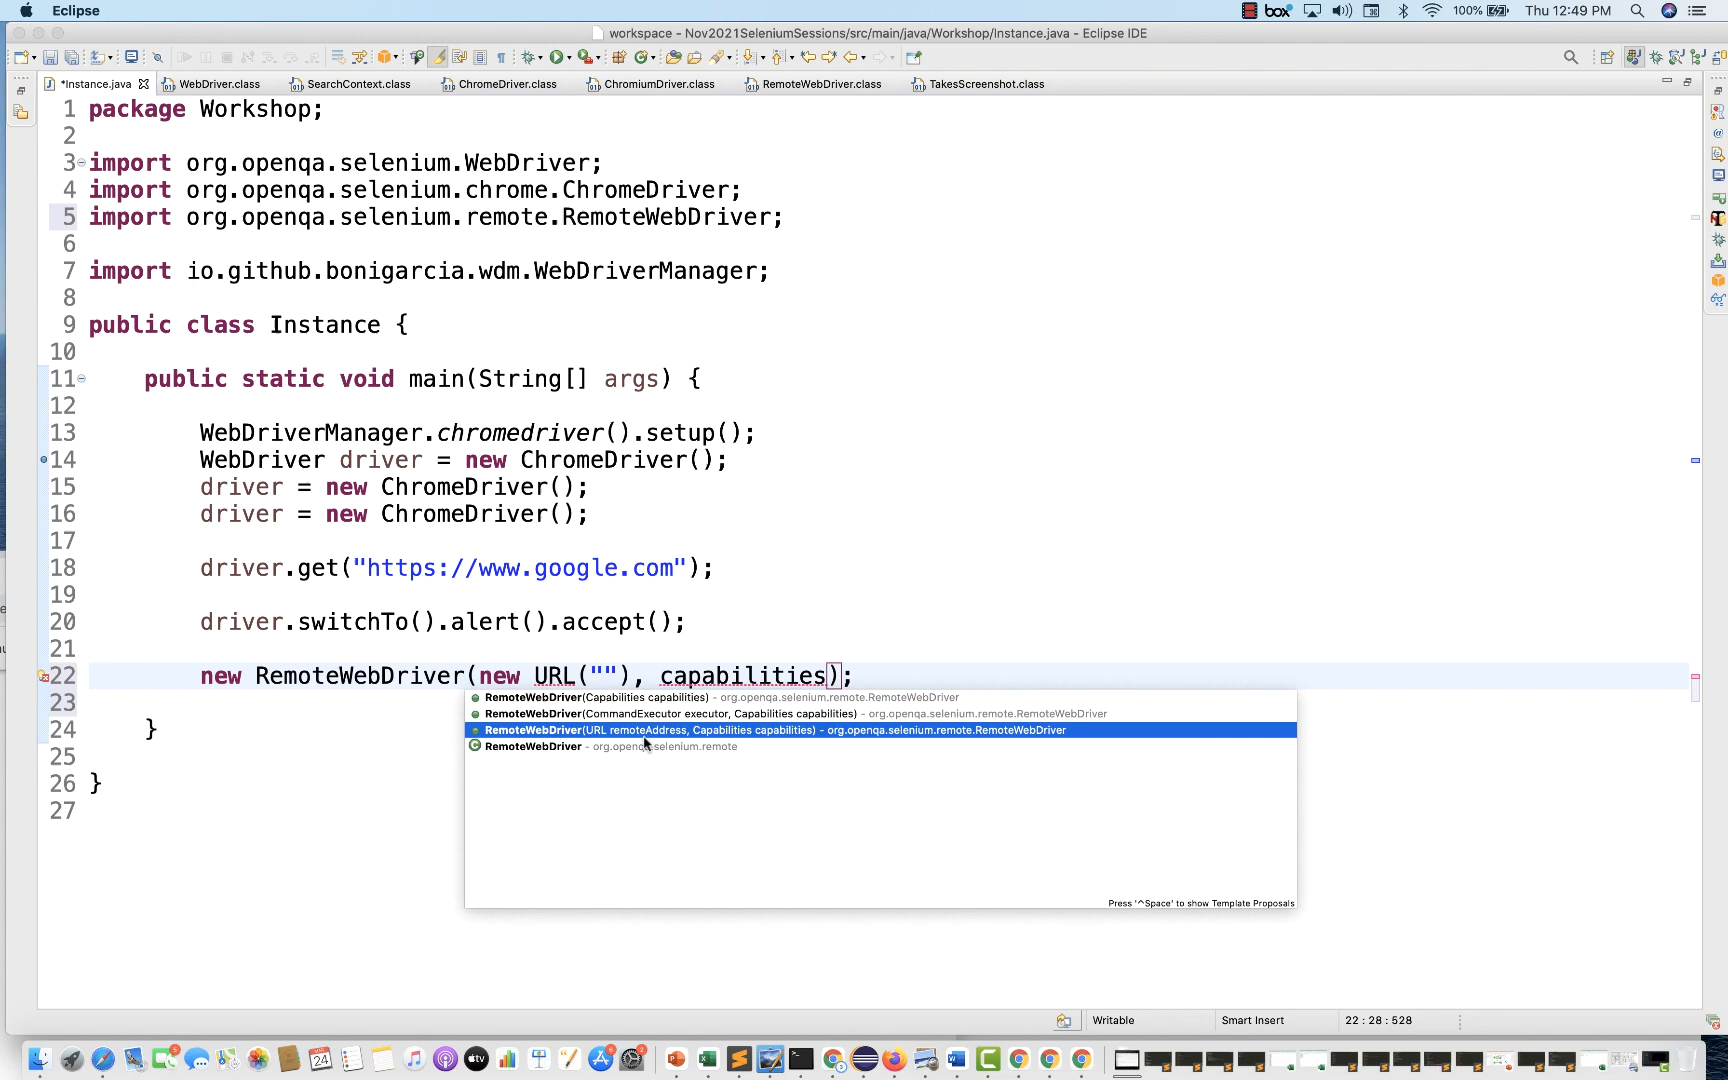 Eclipse
box
100%
Thu 12:49 PM
workspace - Nov2021SeleniumSessions/src/main/java/Workshop/Instance.java - Eclipse IDE
*Instance.java
WebDriver.class
SearchContext.class
ChromeDriver.class
ChromiumDriver.class
RemoteWebDriver.class
TakesScreenshot.class
1 package Workshop;
2
3 import org.openqa.selenium.WebDriver;
4 import org.openqa.selenium.chrome.ChromeDriver;
5 import org.openqa.selenium.remote.RemoteWebDriver;
6
7 import io.github.bonigarcia.wdm.WebDriverManager;
8
9 public class Instance {
10
11 public static void main(String[] args) {
12
13 WebDriverManager.chromedriver().setup();
14 WebDriver driver = new ChromeDriver();
15 driver = new ChromeDriver();
16 driver = new ChromeDriver();
17
18 driver.get("https://www.google.com");
19
20 driver.switchTo().alert().accept();
21
22 new RemoteWebDriver(new URL(""), capabilities);
23
24 }
25
26 }
27
RemoteWebDriver(Capabilities capabilities) - org.openqa.selenium.remote.RemoteWebDriver
RemoteWebDriver(CommandExecutor executor, Capabilities capabilities) - org.openqa.selenium.remote.RemoteWebDriver
RemoteWebDriver(URL remoteAddress, Capabilities capabilities) - org.openqa.selenium.remote.RemoteWebDriver
RemoteWebDriver - org.openqa.selenium.remote
Press '^Space' to show Template Proposals
Writable
Smart Insert
22 : 28 : 528